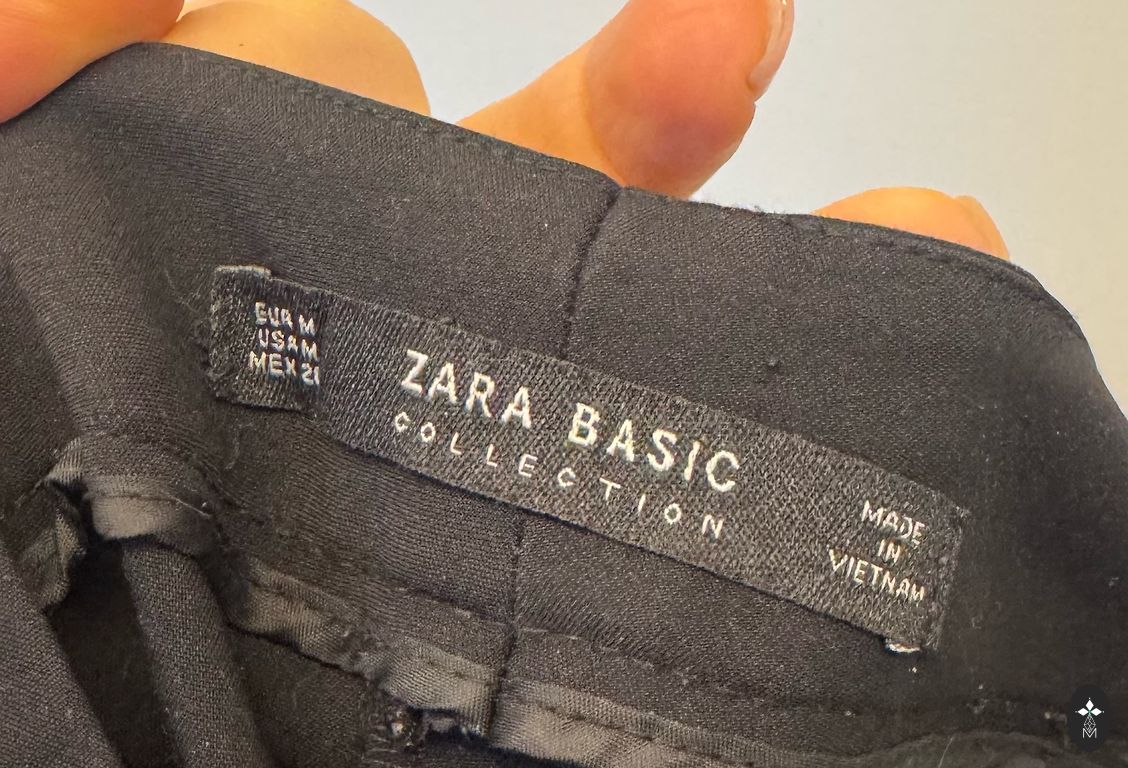 EUR M
USA M
MEX 28
ZARA BASIC
COLLECTION
MADE
IN
VIETNAM
M